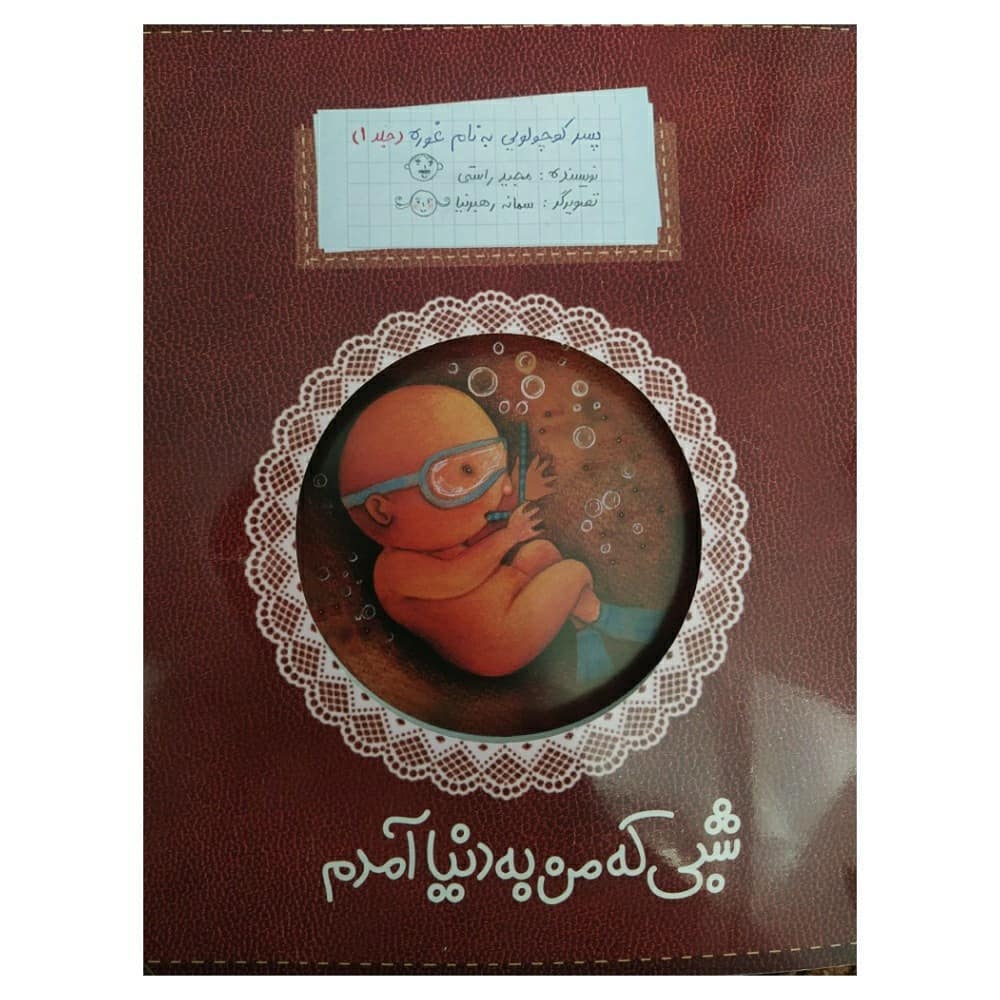 پسر کوچولویی به نام غوره (جلد ۱)
نویسنده: مجید راستی
تصویرگر: سمانه رهبرنیا
شبی که من به دنیا آمدم